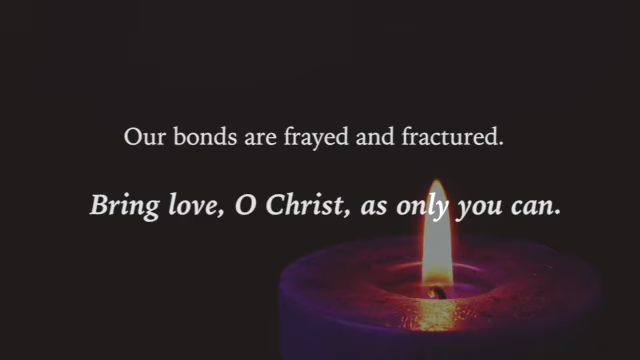 Our bonds are frayed and fractured.
Bring love, O Christ, as only you can.